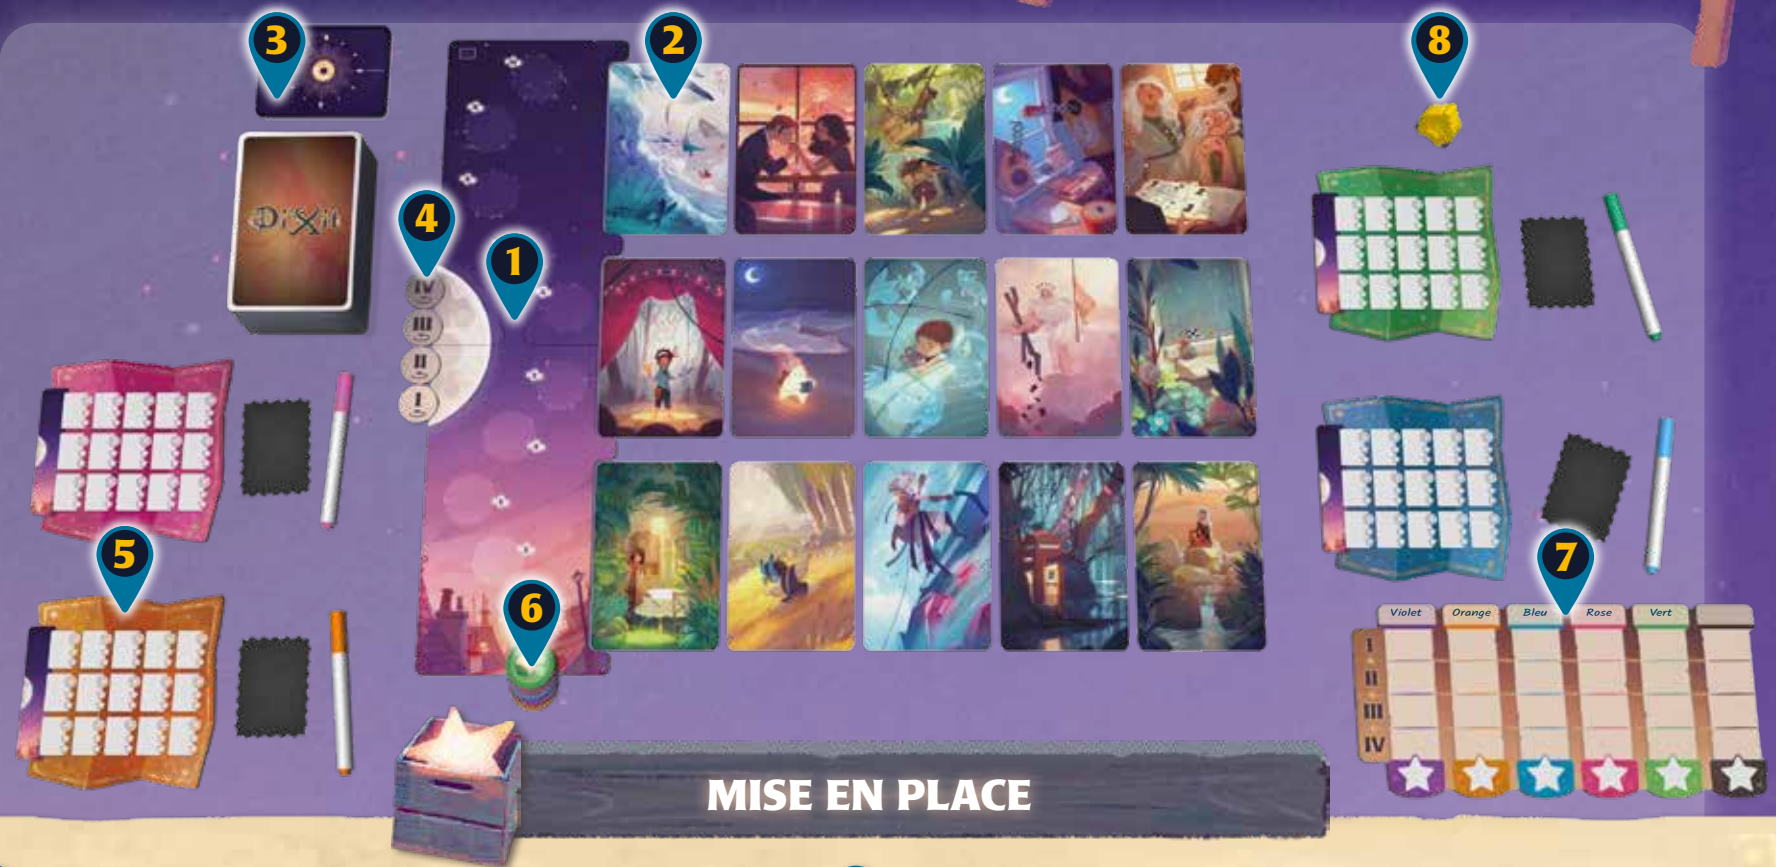 3
2
8
DiXit
4
1
IV
III
II
I
5
6
7
Violet Orange Bleu Rose Vert
I
II
III
IV
MISE EN PLACE